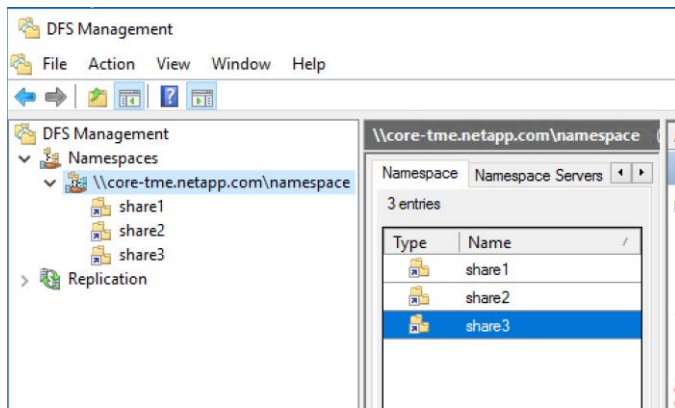 DFS Management
File Action View Window Help
DFS Management
Namespaces
\\core-tme.netapp.com\namespace
share1
share2
share3
Replication
\\core-tme.netapp.com\namespace
Namespace Namespace Servers
3 entries
Type Name
share1
share2
share3